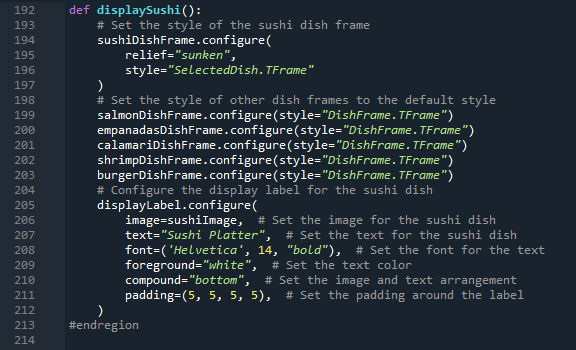 192 def displaySushi():
193     # Set the style of the sushi dish frame
194     sushiDishFrame.configure(
195         relief="sunken",
196         style="SelectedDish.TFrame"
197     )
198     # Set the style of other dish frames to the default style
199     salmonDishFrame.configure(style="DishFrame.TFrame")
200     empanadasDishFrame.configure(style="DishFrame.TFrame")
201     calamariDishFrame.configure(style="DishFrame.TFrame")
202     shrimpDishFrame.configure(style="DishFrame.TFrame")
203     burgerDishFrame.configure(style="DishFrame.TFrame")
204     # Configure the display label for the sushi dish
205     displayLabel.configure(
206         image=sushiImage,  # Set the image for the sushi dish
207         text="Sushi Platter",  # Set the text for the sushi dish
208         font=('Helvetica', 14, "bold"),  # Set the font for the text
209         foreground="white",  # Set the text color
210         compound="bottom",  # Set the image and text arrangement
211         padding=(5, 5, 5, 5),  # Set the padding around the label
212     )
213 #endregion
214